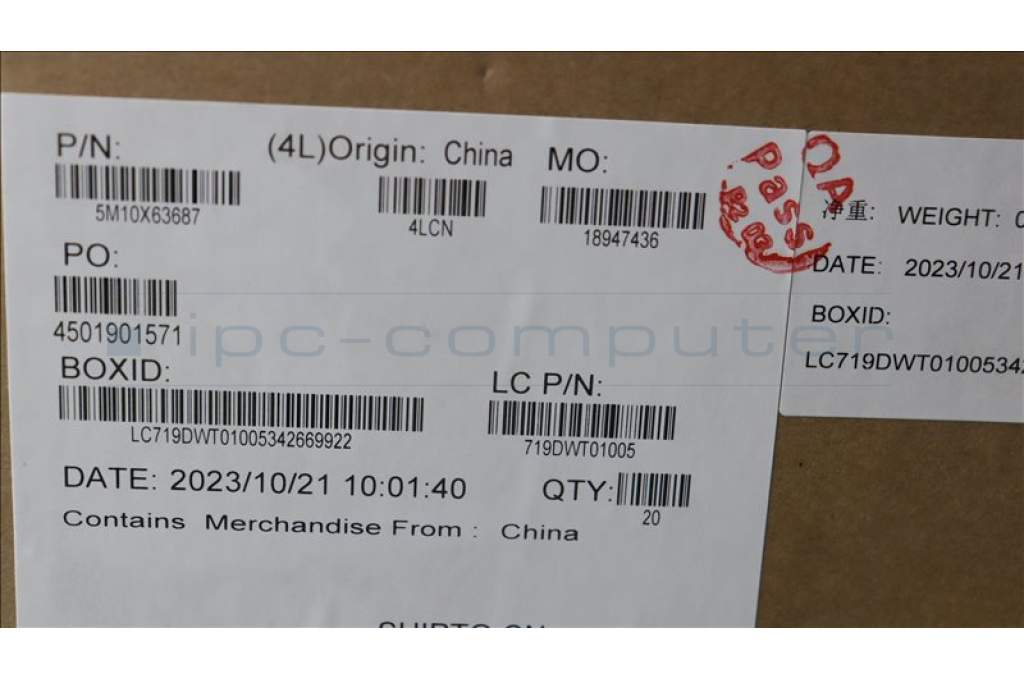 P/N: (4L)Origin: China MO:
5M10X63687 4LCN 18947436
PO:
4501901571
BOXID: LC P/N:
LC719DWT01005342669922 719DWT01005
DATE: 2023/10/21 10:01:40 QTY:
20
Contains Merchandise From : China
QA
Pass
净重: WEIGHT: 0
DATE: 2023/10/21
BOXID:
LC719DWT0100534
ipc-computer